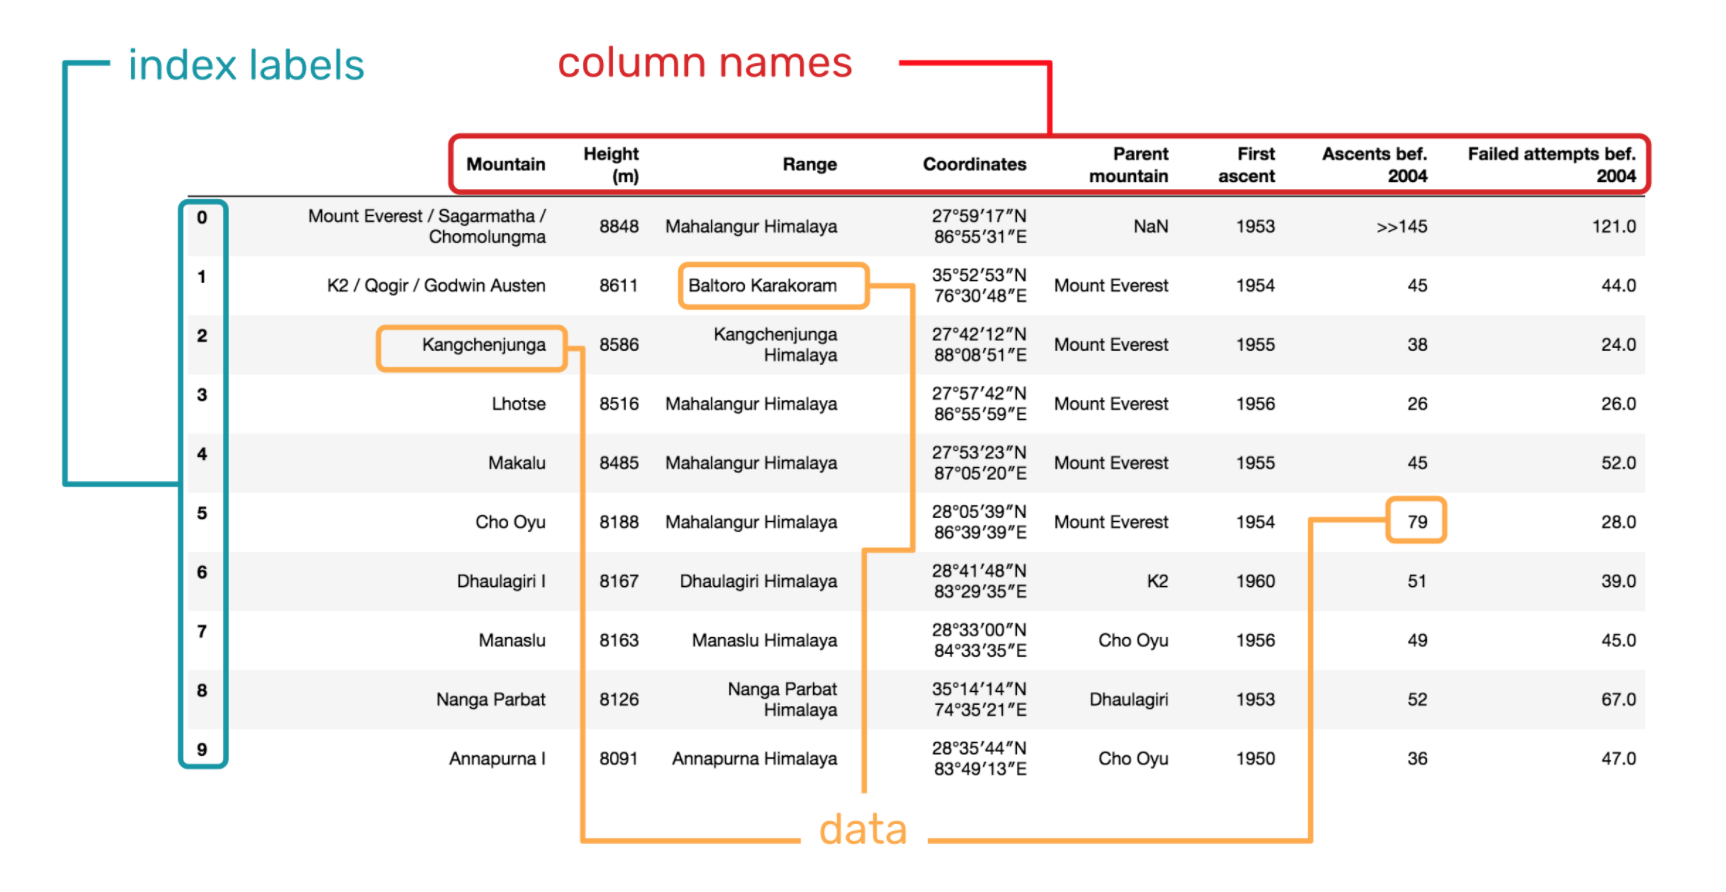 index labels
column names
Mountain Height (m) Range Coordinates Parent mountain First ascent Ascents bef. 2004 Failed attempts bef. 2004
0 Mount Everest / Sagarmatha / Chomolungma 8848 Mahalangur Himalaya 27°59′17″N 86°55′31″E NaN 1953 >>145 121.0
1 K2 / Qogir / Godwin Austen 8611 Baltoro Karakoram 35°52′53″N 76°30′48″E Mount Everest 1954 45 44.0
2 Kangchenjunga 8586 Kangchenjunga Himalaya 27°42′12″N 88°08′51″E Mount Everest 1955 38 24.0
3 Lhotse 8516 Mahalangur Himalaya 27°57′42″N 86°55′59″E Mount Everest 1956 26 26.0
4 Makalu 8485 Mahalangur Himalaya 27°53′23″N 87°05′20″E Mount Everest 1955 45 52.0
5 Cho Oyu 8188 Mahalangur Himalaya 28°05′39″N 86°39′39″E Mount Everest 1954 79 28.0
6 Dhaulagiri I 8167 Dhaulagiri Himalaya 28°41′48″N 83°29′35″E K2 1960 51 39.0
7 Manaslu 8163 Manaslu Himalaya 28°33′00″N 84°33′35″E Cho Oyu 1956 49 45.0
8 Nanga Parbat 8126 Nanga Parbat Himalaya 35°14′14″N 74°35′21″E Dhaulagiri 1953 52 67.0
9 Annapurna I 8091 Annapurna Himalaya 28°35′44″N 83°49′13″E Cho Oyu 1950 36 47.0
data